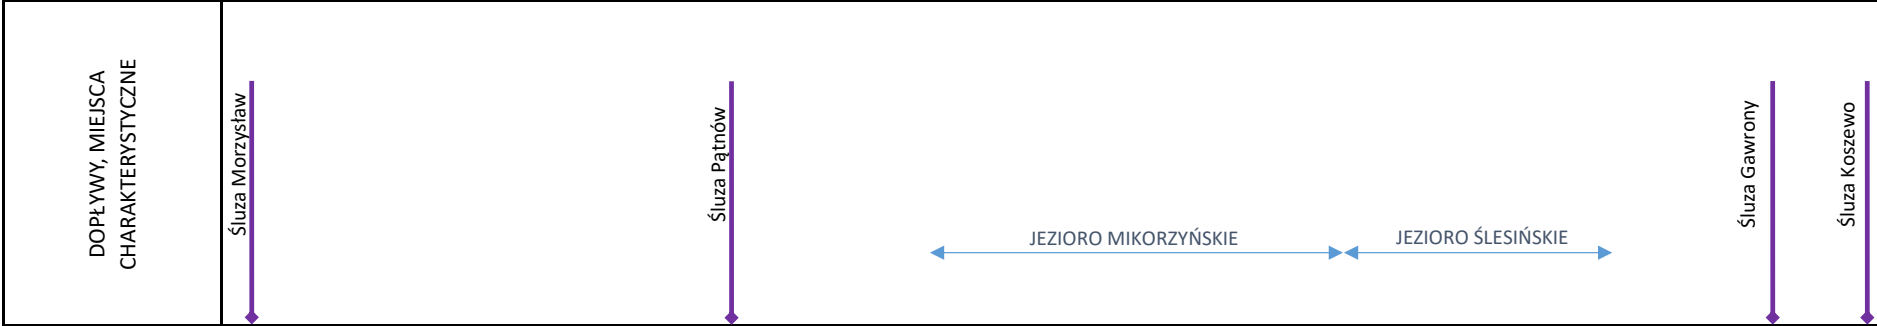 DOPŁYWY, MIEJSCA
CHARAKTERYSTYCZNE
Śluza Morzysław
Śluza Pątnów
JEZIORO MIKORZYŃSKIE
JEZIORO ŚLESIŃSKIE
Śluza Gawrony
Śluza Koszewo